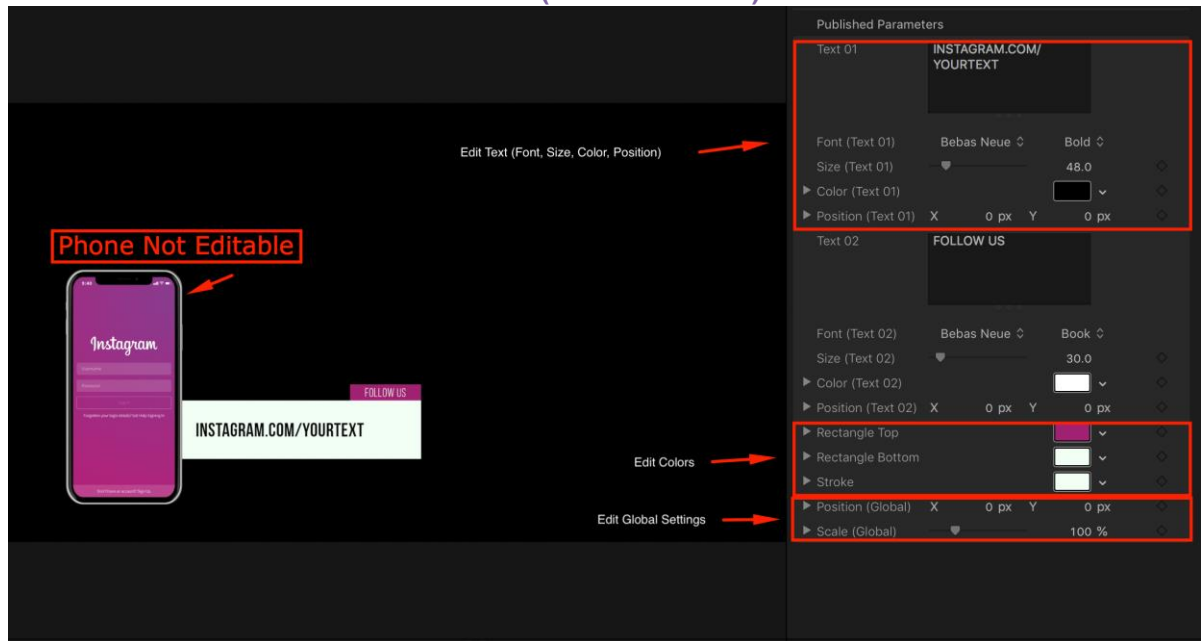 Published Parameters
Text 01
INSTAGRAM.COM/
YOURTEXT
Edit Text (Font, Size, Color, Position)
Font (Text 01) Bebas Neue Bold
Size (Text 01) 48.0
Color (Text 01)
Position (Text 01) X 0 px Y 0 px
Phone Not Editable
Text 02 FOLLOW US
Instagram
Font (Text 02) Bebas Neue Book
Size (Text 02) 30.0
Color (Text 02)
FOLLOW US
Position (Text 02) X 0 px Y 0 px
INSTAGRAM.COM/YOURTEXT
Rectangle Top
Edit Colors
Rectangle Bottom
Stroke
Edit Global Settings
Position (Global) X 0 px Y 0 px
Scale (Global) 100 %